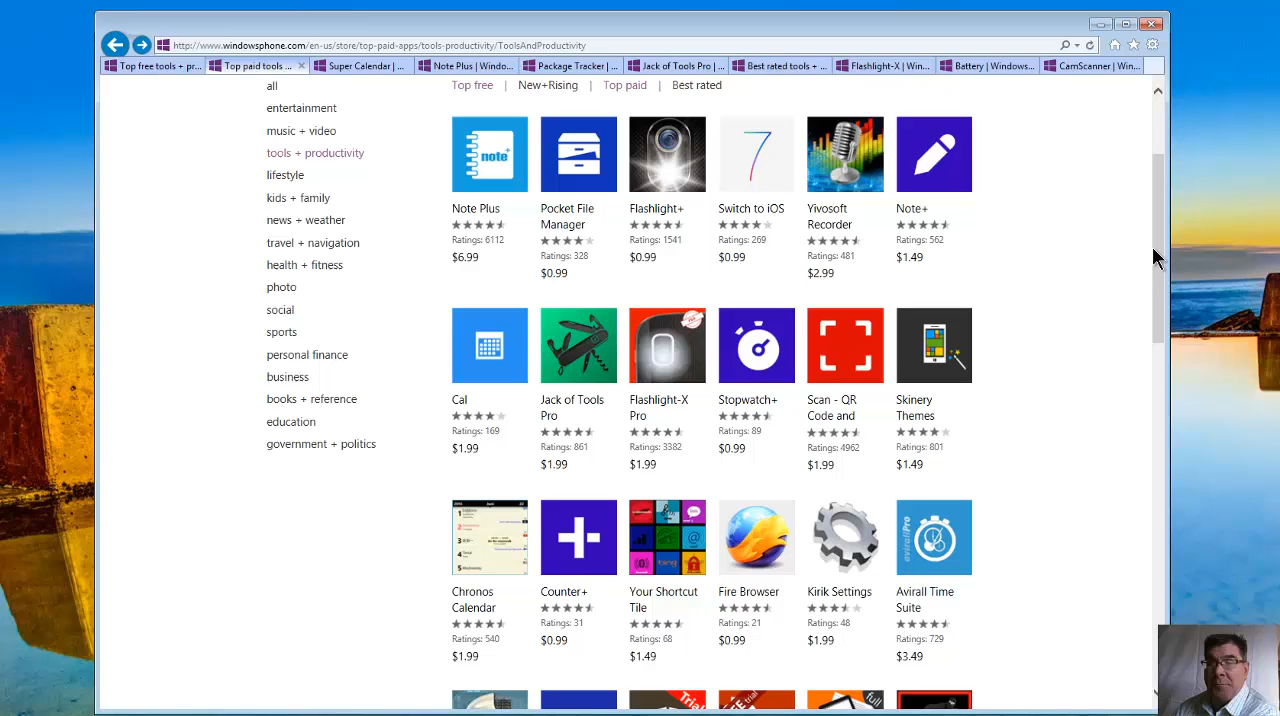 http://www.windowsphone.com/en-us/store/top-paid-apps/tools-productivity/ToolsAndProductivity
Top free tools + pr... Top paid tools ... Super Calendar | ... Note Plus | Windo... Package Tracker | ... Jack of Tools Pro | ... Best rated tools + ... Flashlight-X | Win... Battery | Windows... CamScanner | Win...
all
entertainment
music + video
tools + productivity
lifestyle
kids + family
news + weather
travel + navigation
health + fitness
photo
social
sports
personal finance
business
books + reference
education
government + politics
Top free | New+Rising | Top paid | Best rated
note+
7
Note Plus
Ratings: 6112
$6.99
Pocket File
Manager
Ratings: 328
$0.99
Flashlight+
Ratings: 1541
$0.99
Switch to iOS
Ratings: 269
$0.99
Yivosoft
Recorder
Ratings: 481
$2.99
Note+
Ratings: 562
$1.49
Cal
Ratings: 169
$1.99
Jack of Tools
Pro
Ratings: 861
$1.99
Flashlight-X
Pro
Ratings: 3382
$1.99
Stopwatch+
Ratings: 89
$0.99
Scan - QR
Code and
Ratings: 4962
$1.99
Skinery
Themes
Ratings: 801
$1.49
bing
avirallPro
Chronos
Calendar
Ratings: 540
$1.99
Counter+
Ratings: 31
$0.99
Your Shortcut
Tile
Ratings: 68
$1.49
Fire Browser
Ratings: 21
$0.99
Kirik Settings
Ratings: 48
$1.99
Avirall Time
Suite
Ratings: 729
$3.49
Trial
full